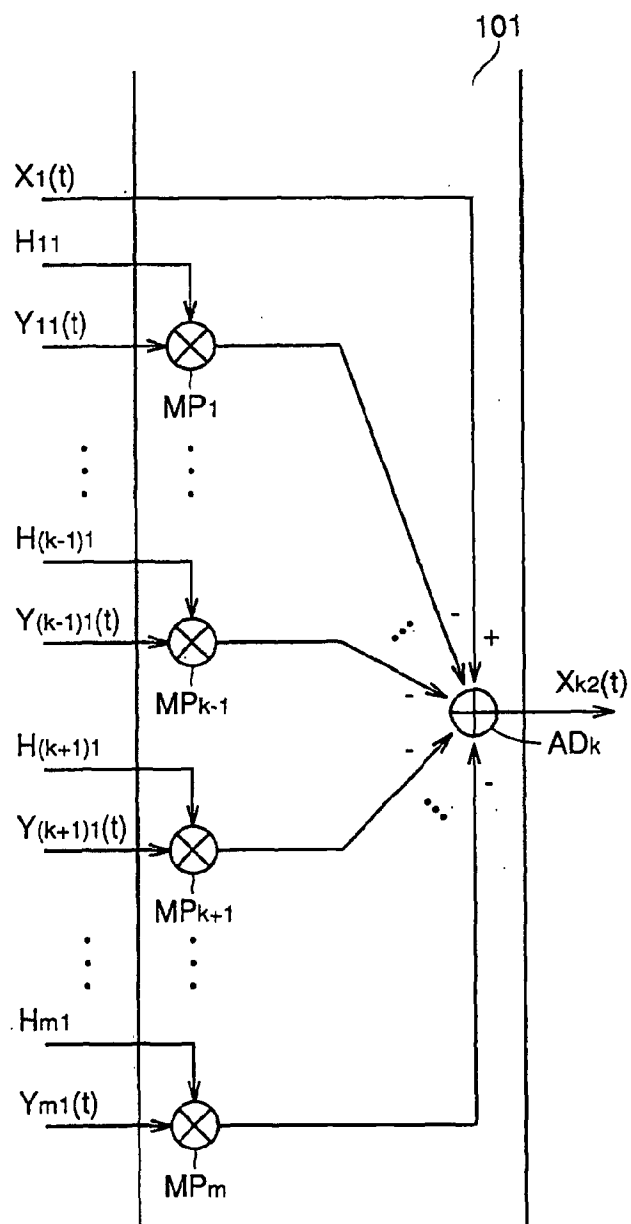 101
X1(t)
H11
Y11(t)
MP1
H(k-1)1
Y(k-1)1(t)
MPk-1
- +
-
Xk2(t)
ADk
H(k+1)1
-
-
Y(k+1)1(t)
MPk+1
Hm1
Ym1(t)
MPm